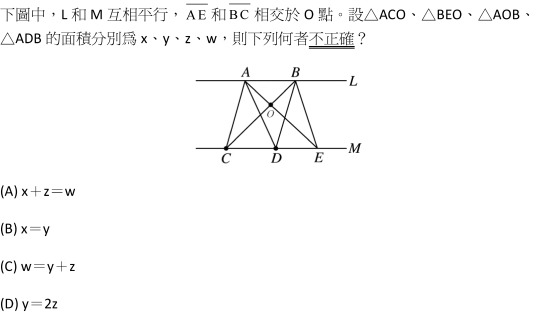 下圖中，L 和 M 互相平行， AE 和 BC 相交於 O 點。設△ACO、△BEO、△AOB、
△ADB 的面積分別為 x、y、z、w，則下列何者不正確？
A B L
O
C D E M
(A) x＋z＝w
(B) x＝y
(C) w＝y＋z
(D) y＝2z